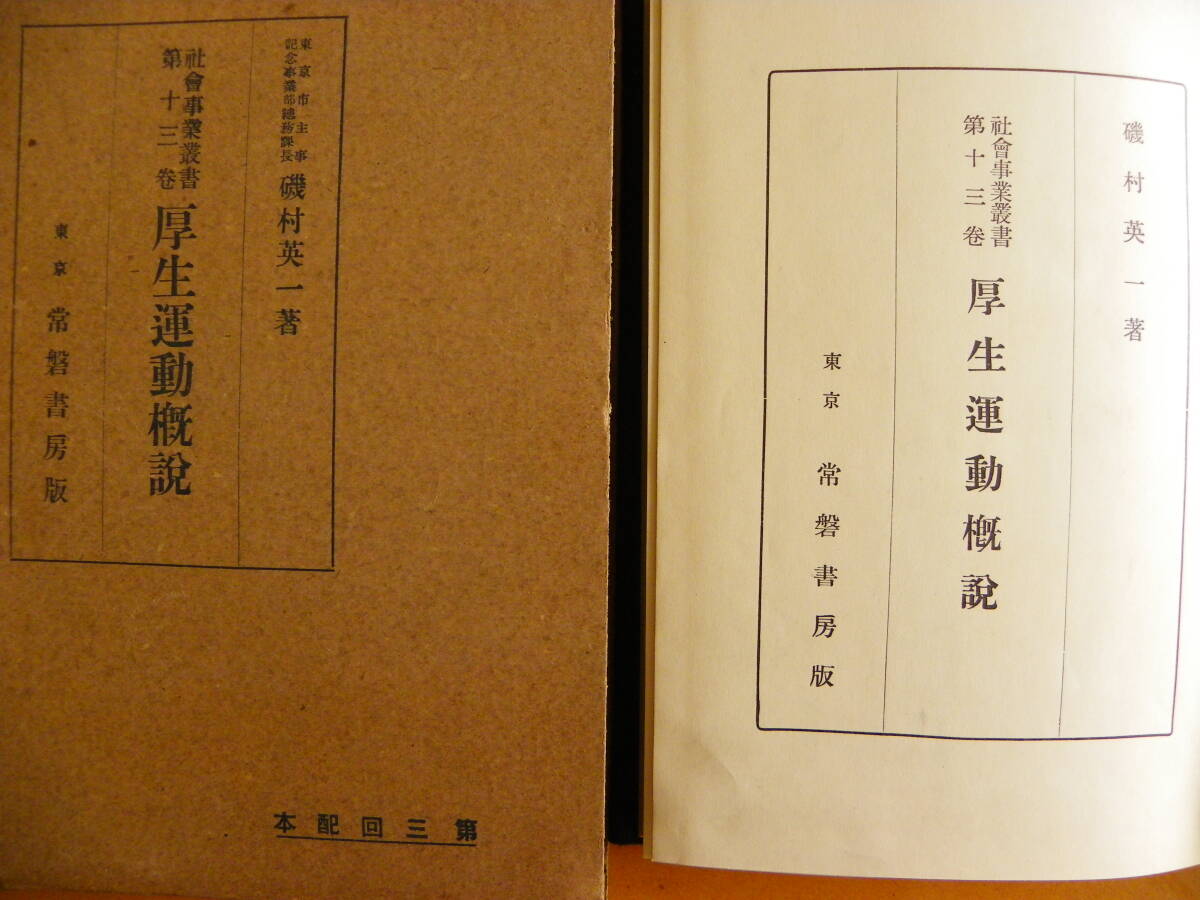 東京市主事
記念事業部總務課長
磯村英一著
社會事業叢書
第十三卷
厚生運動概說
東京 常磐書房版
第三回配本
磯村英一著
社會事業叢書
第十三卷
厚生運動概說
東京 常磐書房版